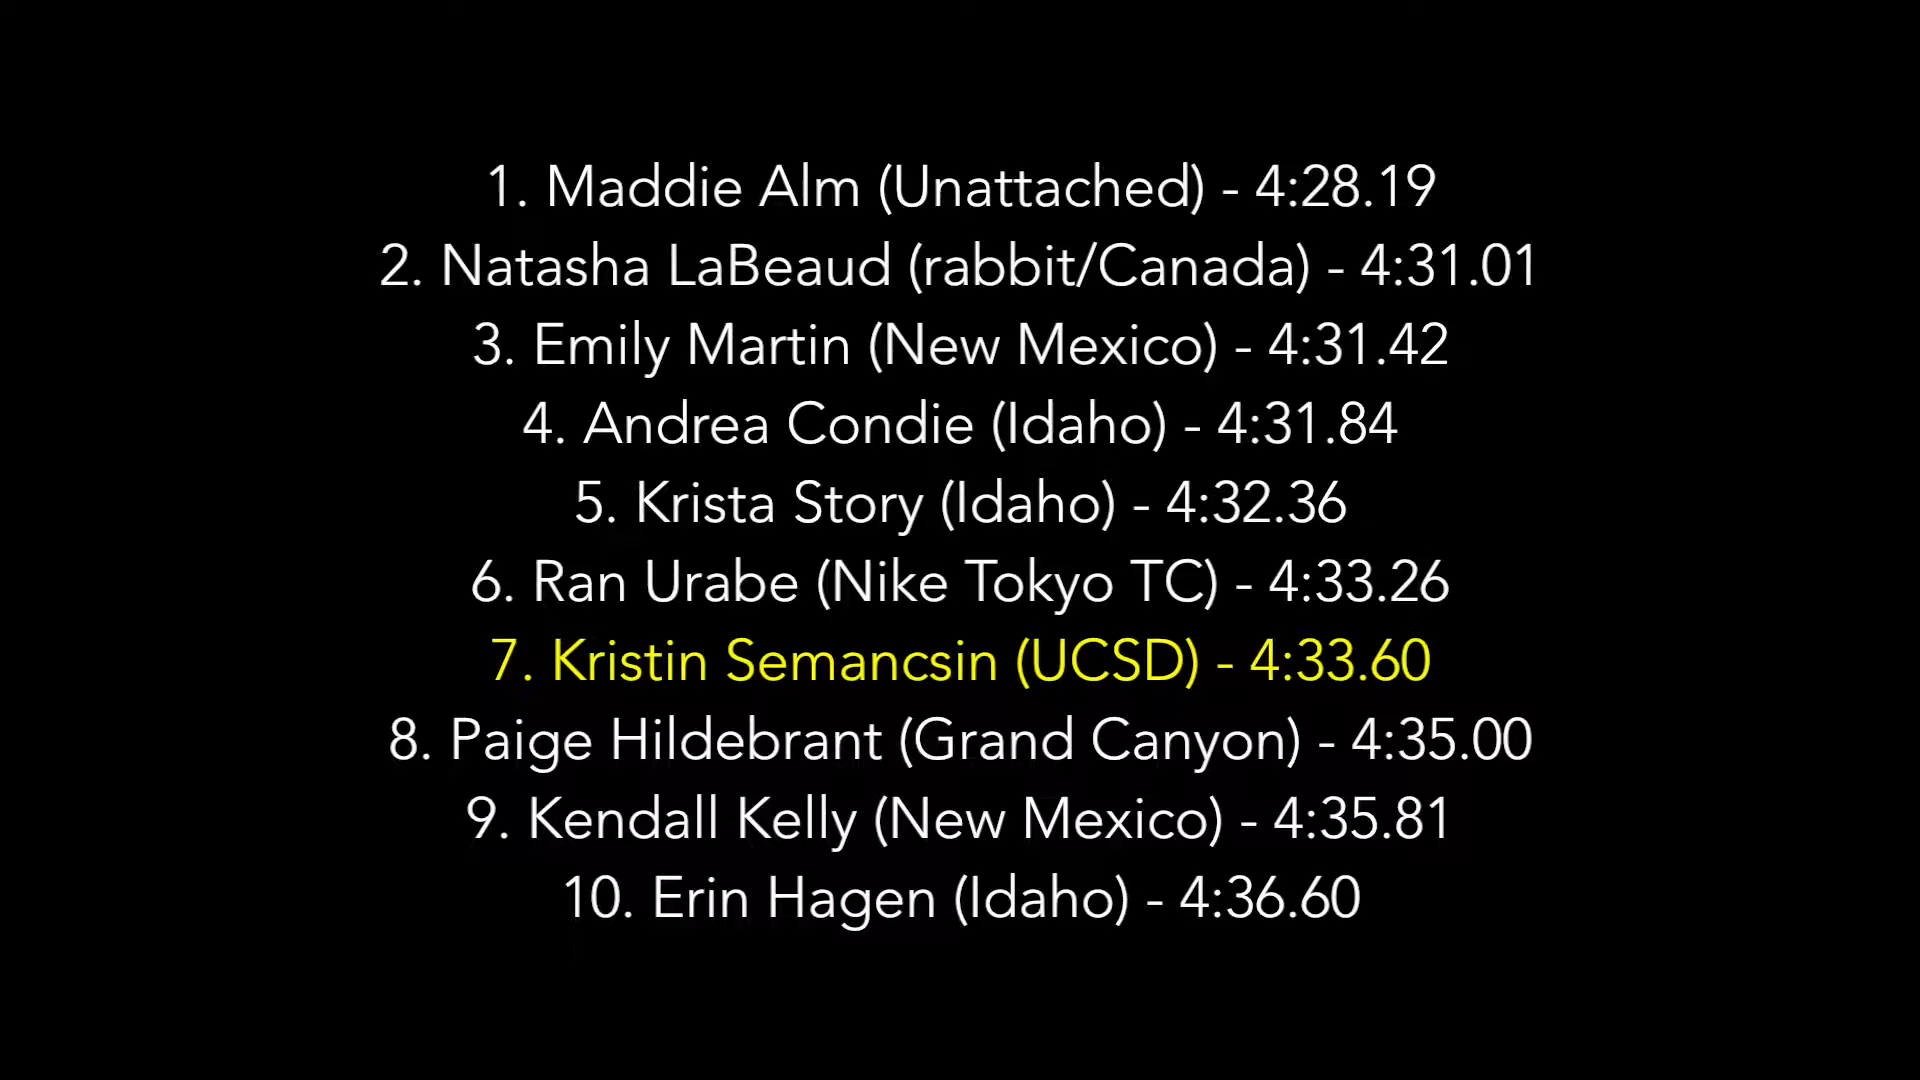 1. Maddie Alm (Unattached) - 4:28.19
2. Natasha LaBeaud (rabbit/Canada) - 4:31.01
3. Emily Martin (New Mexico) - 4:31.42
4. Andrea Condie (Idaho) - 4:31.84
5. Krista Story (Idaho) - 4:32.36
6. Ran Urabe (Nike Tokyo TC) - 4:33.26
7. Kristin Semancsin (UCSD) - 4:33.60
8. Paige Hildebrant (Grand Canyon) - 4:35.00
9. Kendall Kelly (New Mexico) - 4:35.81
10. Erin Hagen (Idaho) - 4:36.60